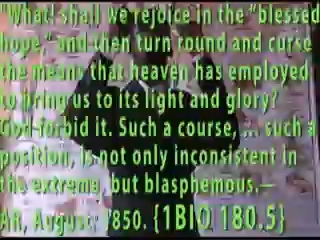 "What! shall we rejoice in the "blessed
hope," and then turn round and curse
the means that heaven has employed
to bring us to its light and glory?
God forbid it. Such a course, ... such a
position, is not only inconsistent in
the extreme, but blasphemous.—
AR, August, 1850. {1BIO 180.5}